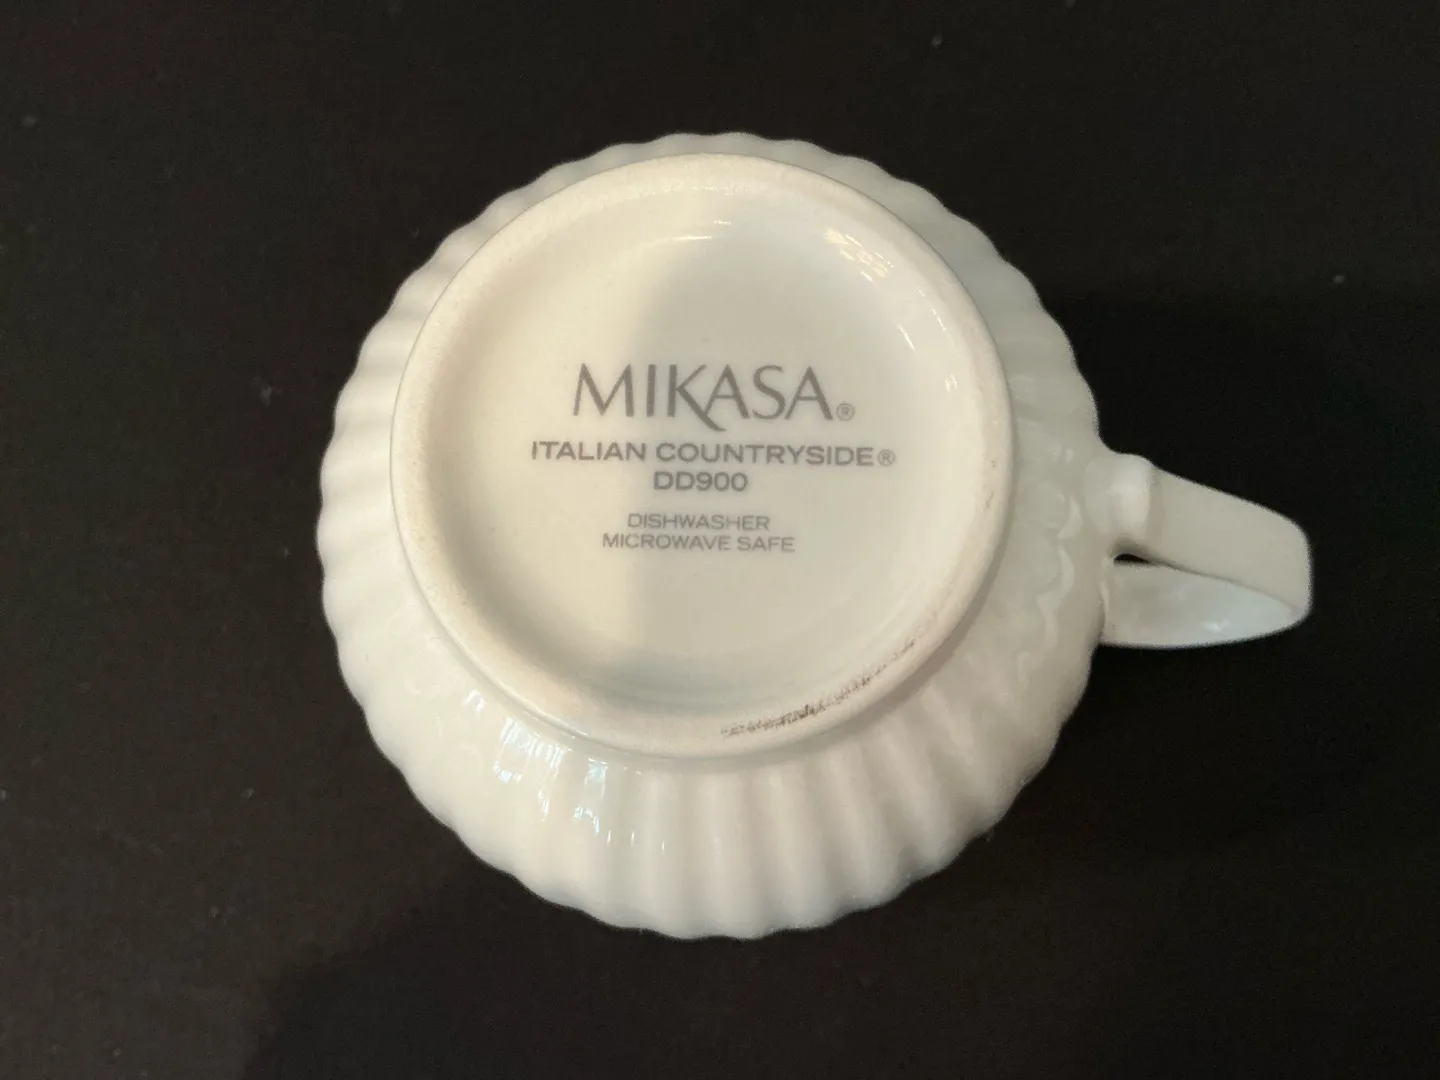 MIKASA®
ITALIAN COUNTRYSIDE®
DD900
DISHWASHER
MICROWAVE SAFE